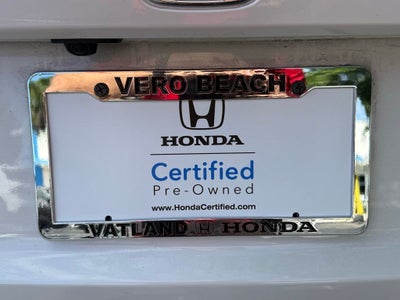 VERO BEACH
HONDA
Certified
Pre-Owned
www.HondaCertified.com
VATLAND HONDA